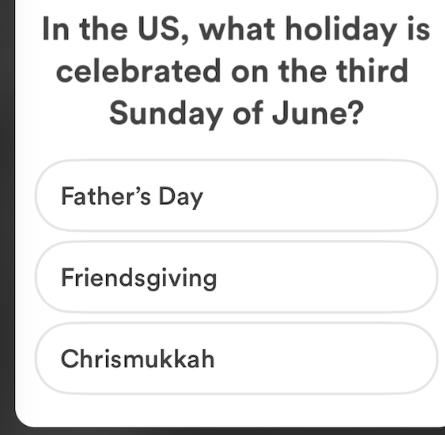 In the US, what holiday is
celebrated on the third
Sunday of June?
Father’s Day
Friendsgiving
Chrismukkah